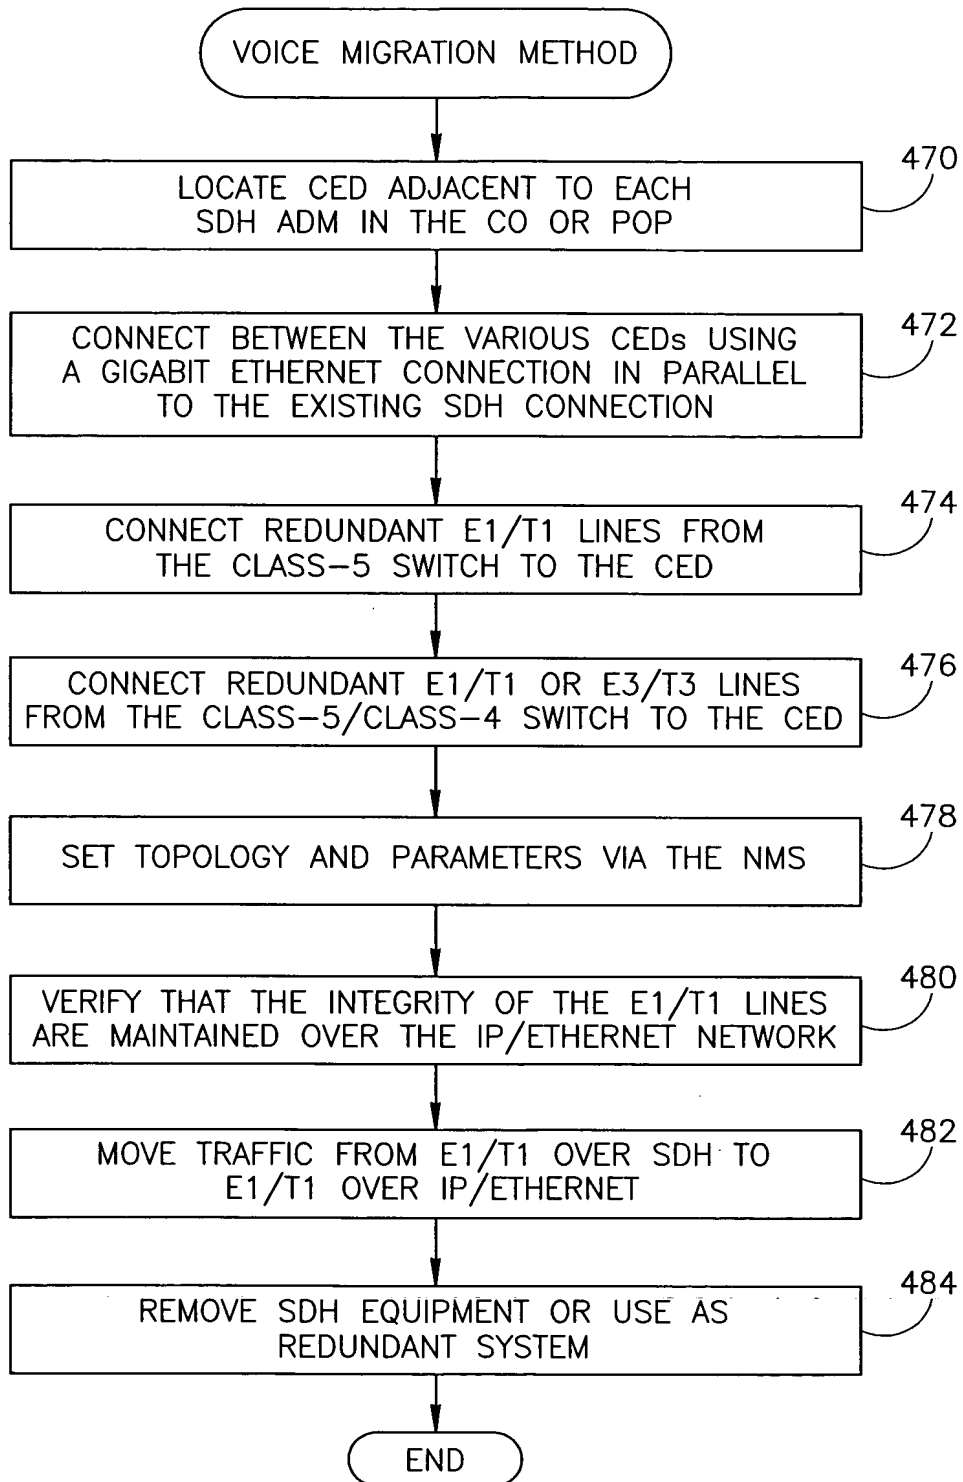 VOICE MIGRATION METHOD
470
LOCATE CED ADJACENT TO EACH
SDH ADM IN THE CO OR POP
472
CONNECT BETWEEN THE VARIOUS CEDs USING
A GIGABIT ETHERNET CONNECTION IN PARALLEL
TO THE EXISTING SDH CONNECTION
474
CONNECT REDUNDANT E1/T1 LINES FROM
THE CLASS-5 SWITCH TO THE CED
476
CONNECT REDUNDANT E1/T1 OR E3/T3 LINES
FROM THE CLASS-5/CLASS-4 SWITCH TO THE CED
478
SET TOPOLOGY AND PARAMETERS VIA THE NMS
480
VERIFY THAT THE INTEGRITY OF THE E1/T1 LINES
ARE MAINTAINED OVER THE IP/ETHERNET NETWORK
482
MOVE TRAFFIC FROM E1/T1 OVER SDH TO
E1/T1 OVER IP/ETHERNET
484
REMOVE SDH EQUIPMENT OR USE AS
REDUNDANT SYSTEM
END